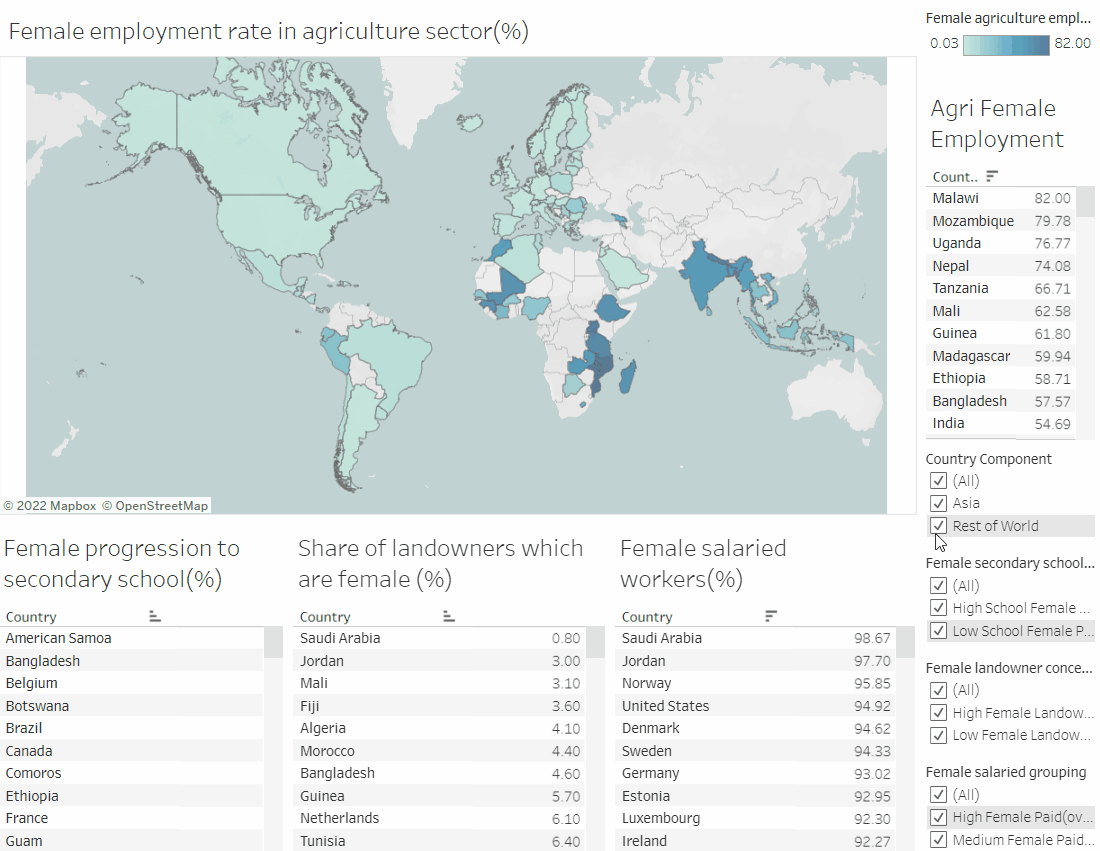 Female employment rate in agriculture sector(%)
© 2022 Mapbox © OpenStreetMap
Female agriculture empl...
0.03 82.00
Agri Female
Employment
Count..
Malawi 82.00
Mozambique 79.78
Uganda 76.77
Nepal 74.08
Tanzania 66.71
Mali 62.58
Guinea 61.80
Madagascar 59.94
Ethiopia 58.71
Bangladesh 57.57
India 54.69
Country Component
(All)
Asia
Rest of World
Female secondary school...
(All)
High School Female ...
Low School Female P...
Female landowner conce...
(All)
High Female Landow...
Low Female Landow...
Female salaried grouping
(All)
High Female Paid(ov...
Medium Female Paid...
Female progression to
secondary school(%)
Country
American Samoa
Bangladesh
Belgium
Botswana
Brazil
Canada
Comoros
Ethiopia
France
Guam
Share of landowners which
are female (%)
Country
Saudi Arabia 0.80
Jordan 3.00
Mali 3.10
Fiji 3.60
Algeria 4.10
Morocco 4.40
Bangladesh 4.60
Guinea 5.70
Netherlands 6.10
Tunisia 6.40
Female salaried
workers(%)
Country
Saudi Arabia 98.67
Jordan 97.70
Norway 95.85
United States 94.92
Denmark 94.62
Sweden 94.33
Germany 93.02
Estonia 92.95
Luxembourg 92.30
Ireland 92.27